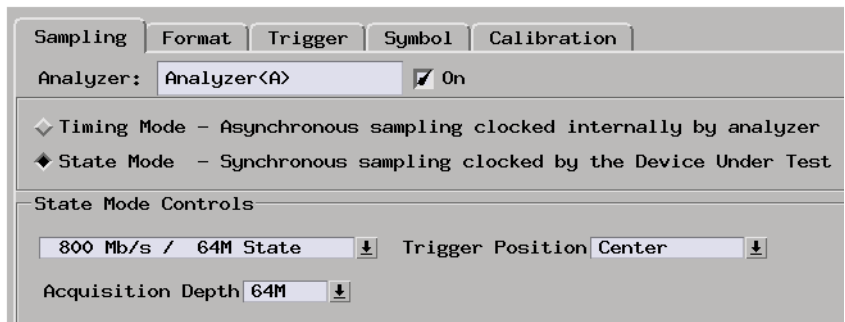 Sampling Format Trigger Symbol Calibration
Analyzer: Analyzer<A> On
Timing Mode - Asynchronous sampling clocked internally by analyzer
State Mode - Synchronous sampling clocked by the Device Under Test
State Mode Controls
800 Mb/s / 64M State Trigger Position Center
Acquisition Depth 64M